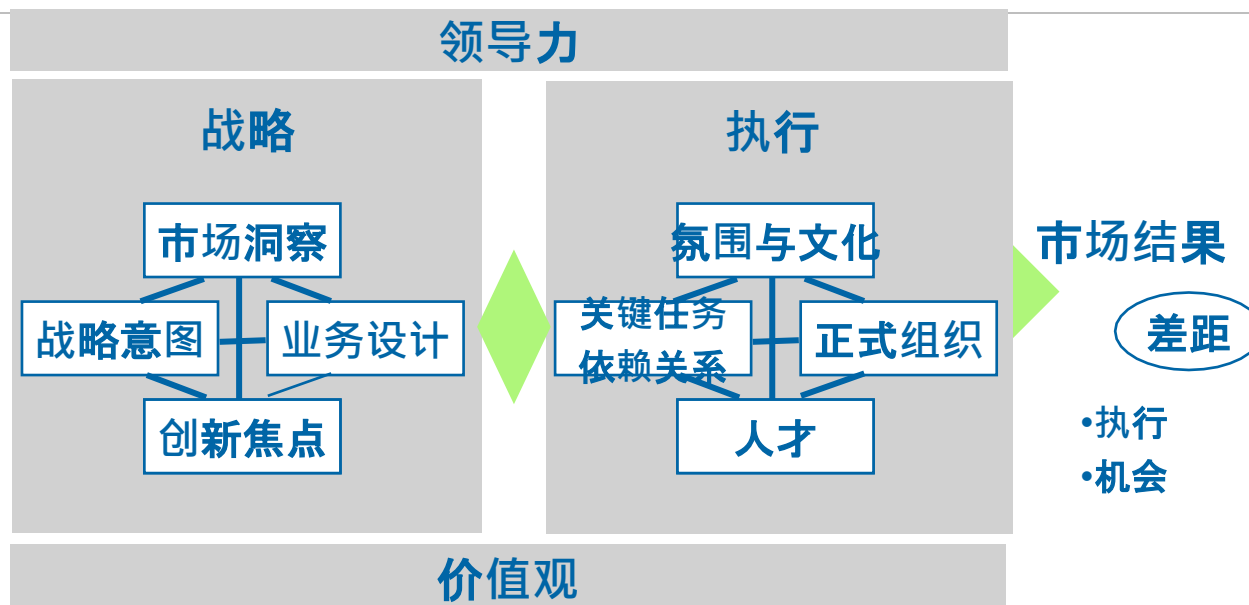 领导力
战略
市场洞察
战略意图
业务设计
创新焦点
执行
氛围与文化
关键任务
依赖关系
正式组织
人才
市场结果
差距
•执行
•机会
价值观